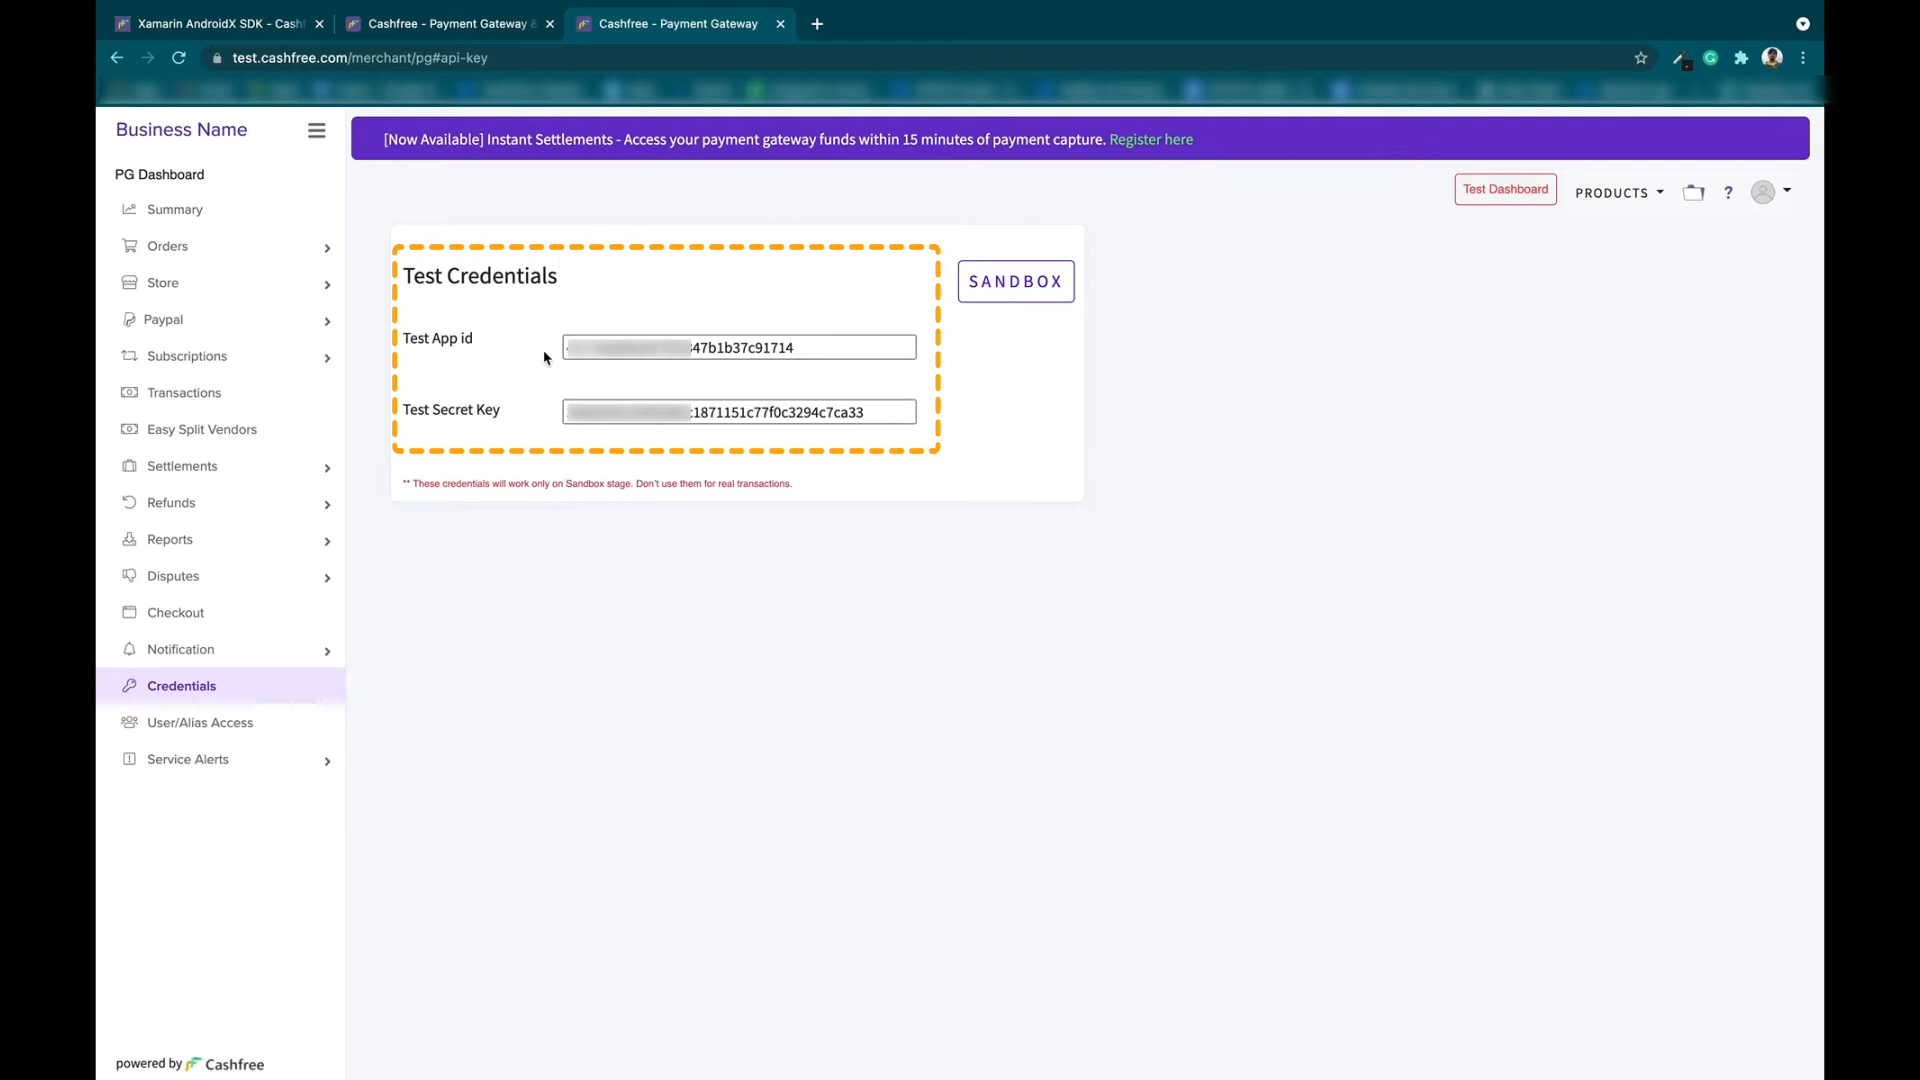 Xamarin AndroidX SDK - Cash
Cashfree - Payment Gateway &
Cashfree - Payment Gateway
test.cashfree.com/merchant/pg#api-key
Business Name
[Now Available] Instant Settlements - Access your payment gateway funds within 15 minutes of payment capture. Register here
PG Dashboard
Test Dashboard
PRODUCTS
?
Summary
Orders
Store
Paypal
Subscriptions
Transactions
Easy Split Vendors
Settlements
Refunds
Reports
Disputes
Checkout
Notification
Credentials
User/Alias Access
Service Alerts
Test Credentials
SANDBOX
Test App id
47b1b37c91714
Test Secret Key
1871151c77f0c3294c7ca33
** These credentials will work only on Sandbox stage. Don't use them for real transactions.
powered by Cashfree